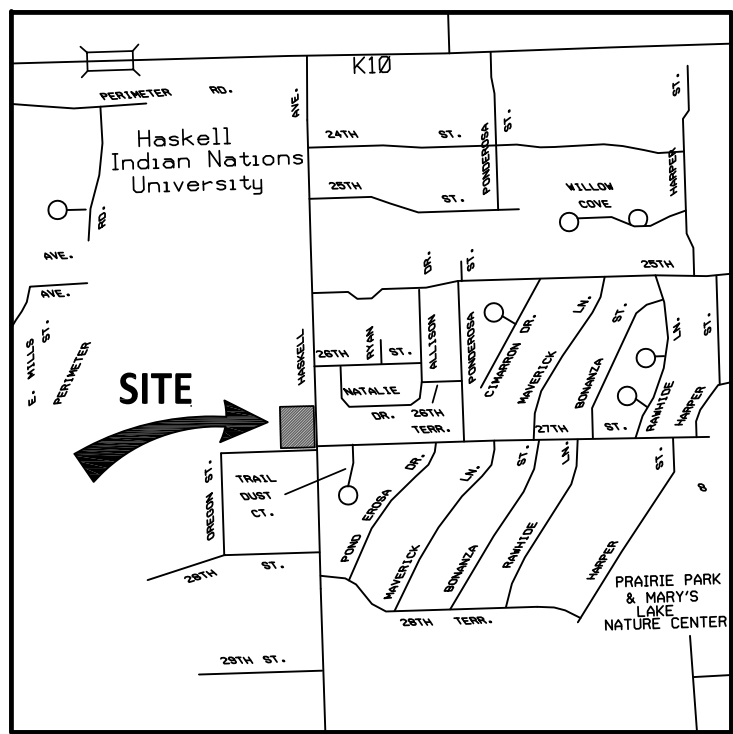 K10
PERIMETER RD.
AVE.
ST.
Haskell
Indian Nations
University
24TH ST.
PONDEROSA ST.
HARPER
25TH ST.
WILLOW
COVE
RD.
AVE.
AVE.
25TH
DR.
ST.
E. MILLS ST.
PERIMETER
HASKELL
26TH ST.
RYAN
ALLISON
PONDEROSA
CIMARRON DR.
MAVERICK LN.
BONANZA ST.
RAWHIDE LN.
HARPER ST.
NATALIE
DR.
26TH
TERR.
27TH ST.
SITE
OREGON ST.
TRAIL
DUST
CT.
POND EROSA DR.
MAVERICK LN.
BONANZA ST.
RAWHIDE LN.
HARPER ST.
8
28TH ST.
28TH TERR.
29TH ST.
PRAIRIE PARK
& MARY'S
LAKE
NATURE CENTER